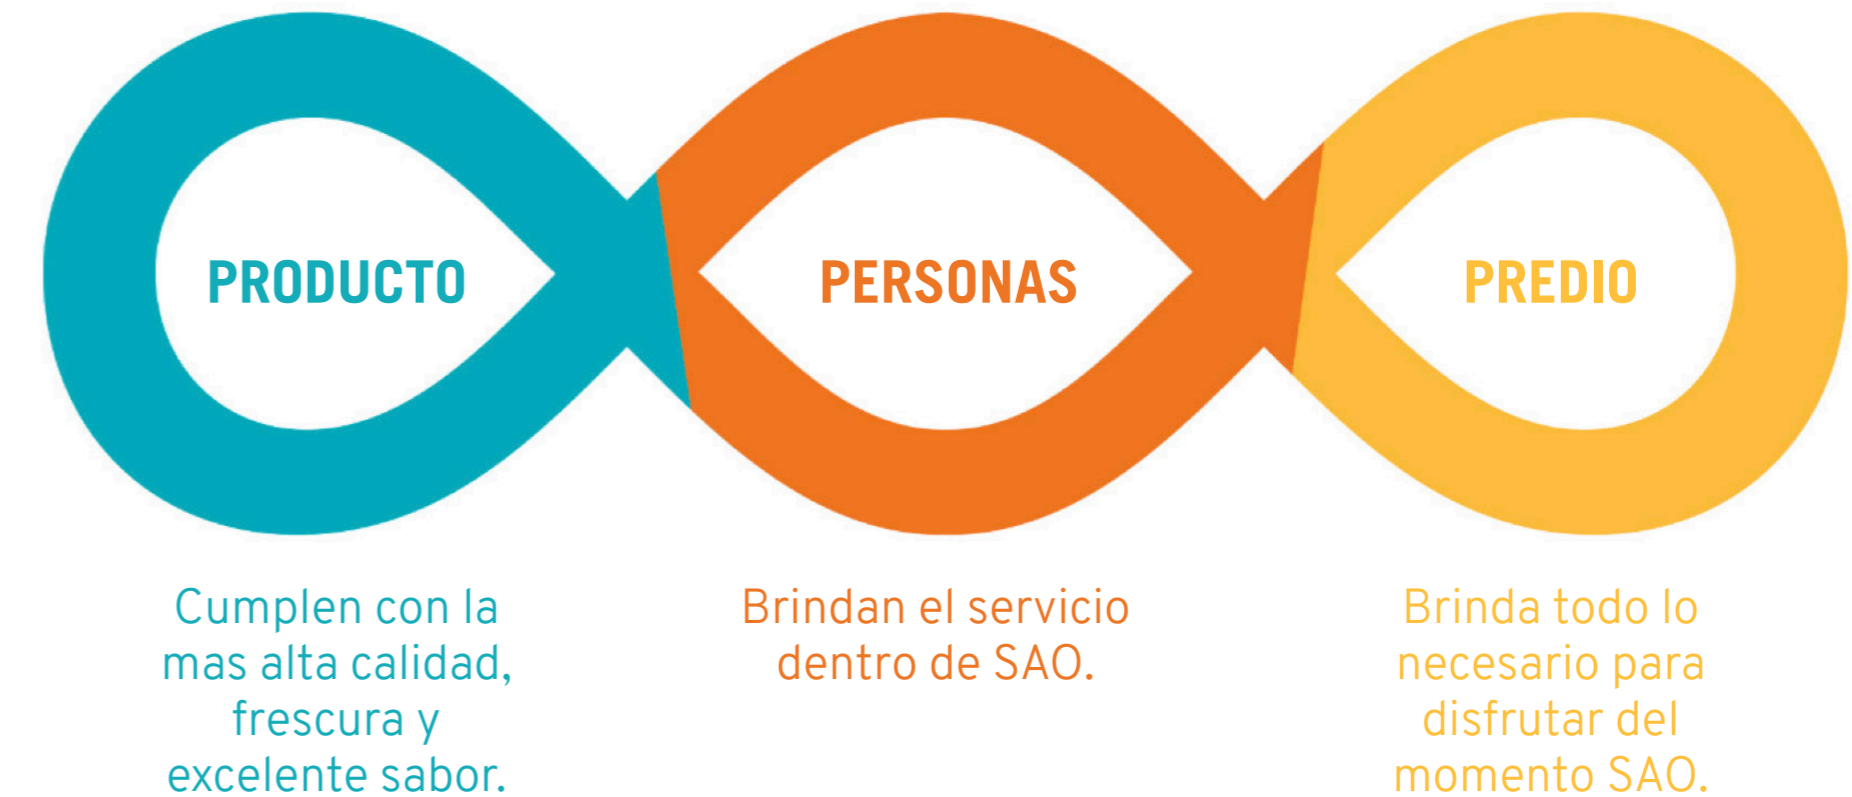 PRODUCTO
PERSONAS
PREDIO
Cumplen con la
mas alta calidad,
frescura y
excelente sabor.
Brindan el servicio
dentro de SAO.
Brinda todo lo
necesario para
disfrutar del
momento SAO.